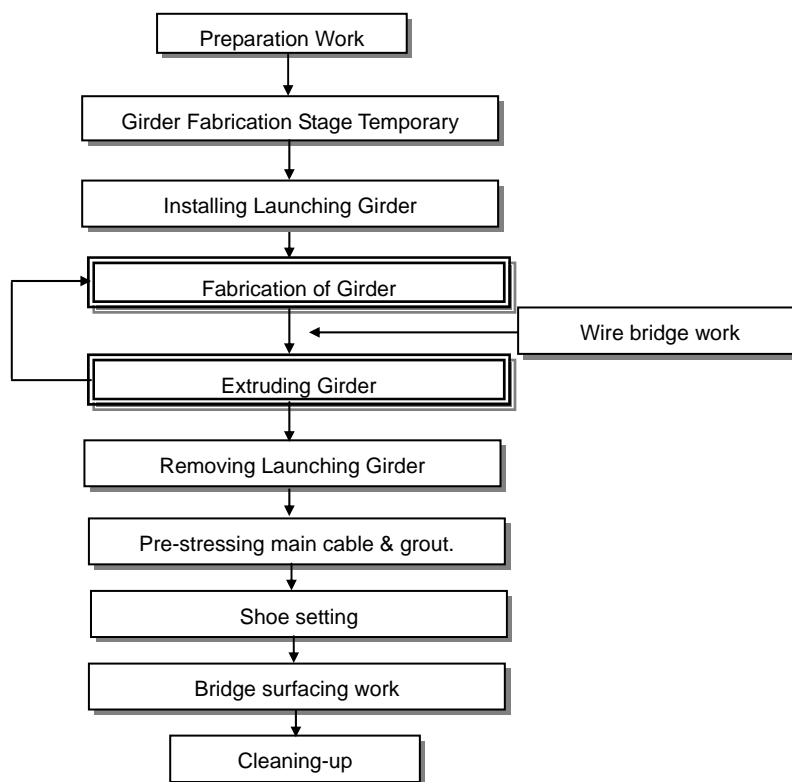 Preparation Work
Girder Fabrication Stage Temporary
Installing Launching Girder
Fabrication of Girder
Wire bridge work
Extruding Girder
Removing Launching Girder
Pre-stressing main cable & grout.
Shoe setting
Bridge surfacing work
Cleaning-up